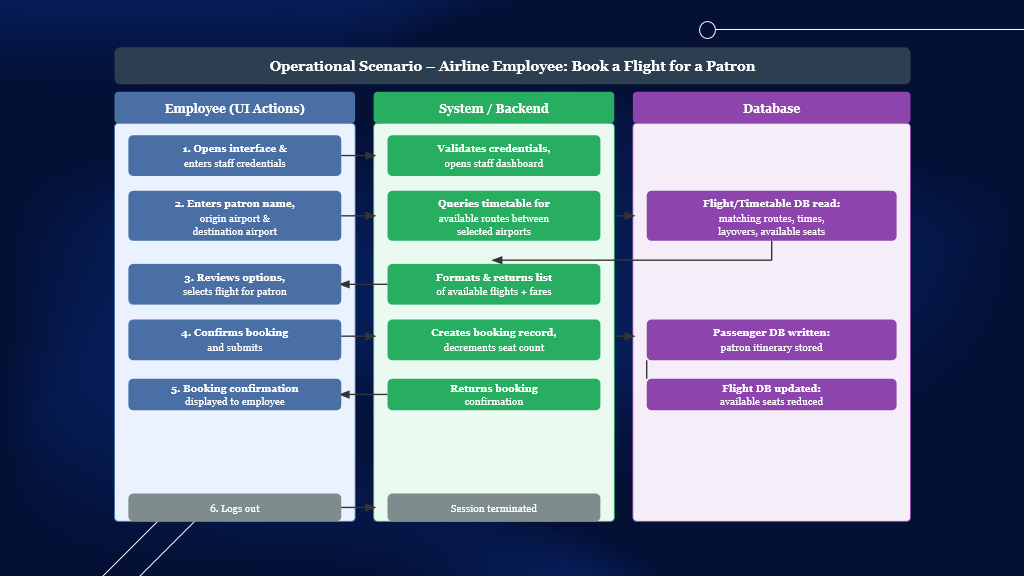 Operational Scenario – Airline Employee: Book a Flight for a Patron
Employee (UI Actions)
System / Backend
Database
1. Opens interface &
enters staff credentials
Validates credentials,
opens staff dashboard
2. Enters patron name,
origin airport &
destination airport
Queries timetable for
available routes between
selected airports
Flight/Timetable DB read:
matching routes, times,
layovers, available seats
3. Reviews options,
selects flight for patron
Formats & returns list
of available flights + fares
4. Confirms booking
and submits
Creates booking record,
decrements seat count
Passenger DB written:
patron itinerary stored
5. Booking confirmation
displayed to employee
Returns booking
confirmation
Flight DB updated:
available seats reduced
6. Logs out
Session terminated